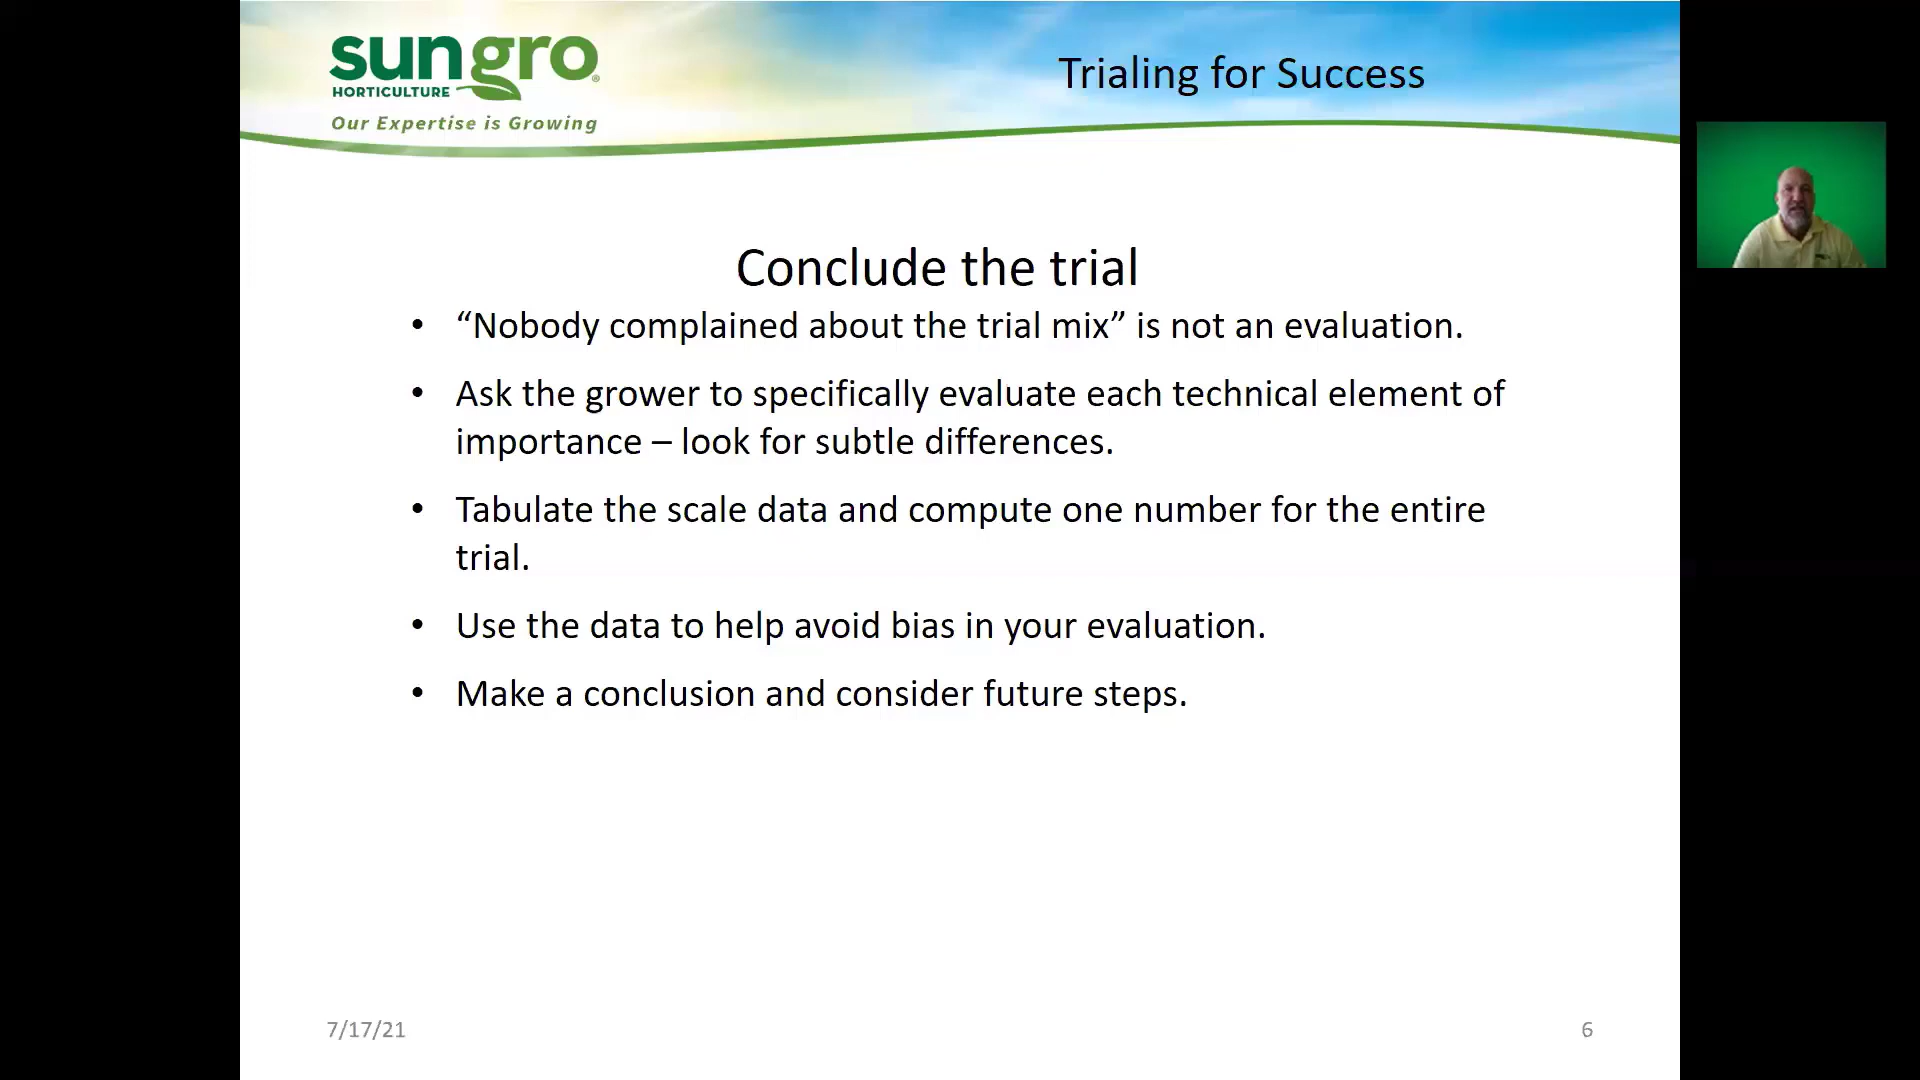 sungro®
HORTICULTURE
Our Expertise is Growing
Trialing for Success
Conclude the trial
• “Nobody complained about the trial mix” is not an evaluation.
• Ask the grower to specifically evaluate each technical element of
importance – look for subtle differences.
• Tabulate the scale data and compute one number for the entire
trial.
• Use the data to help avoid bias in your evaluation.
• Make a conclusion and consider future steps.
7/17/21
6